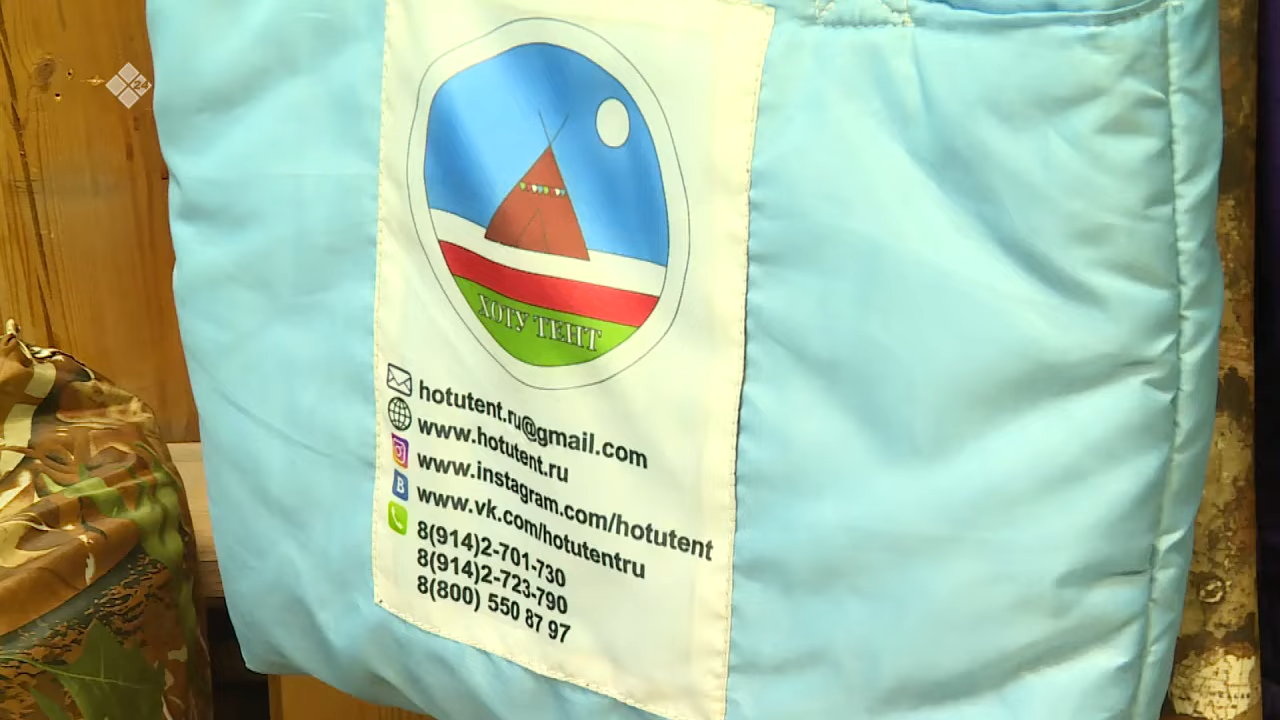 Х24
ХОТУ ТЕНТ
hotutent.ru@gmail.com
www.hotutent.ru
www.instagram.com/hotutent
www.vk.com/hotutentru
8(914)2-701-730
8(914)2-723-790
8(800) 550 87 97